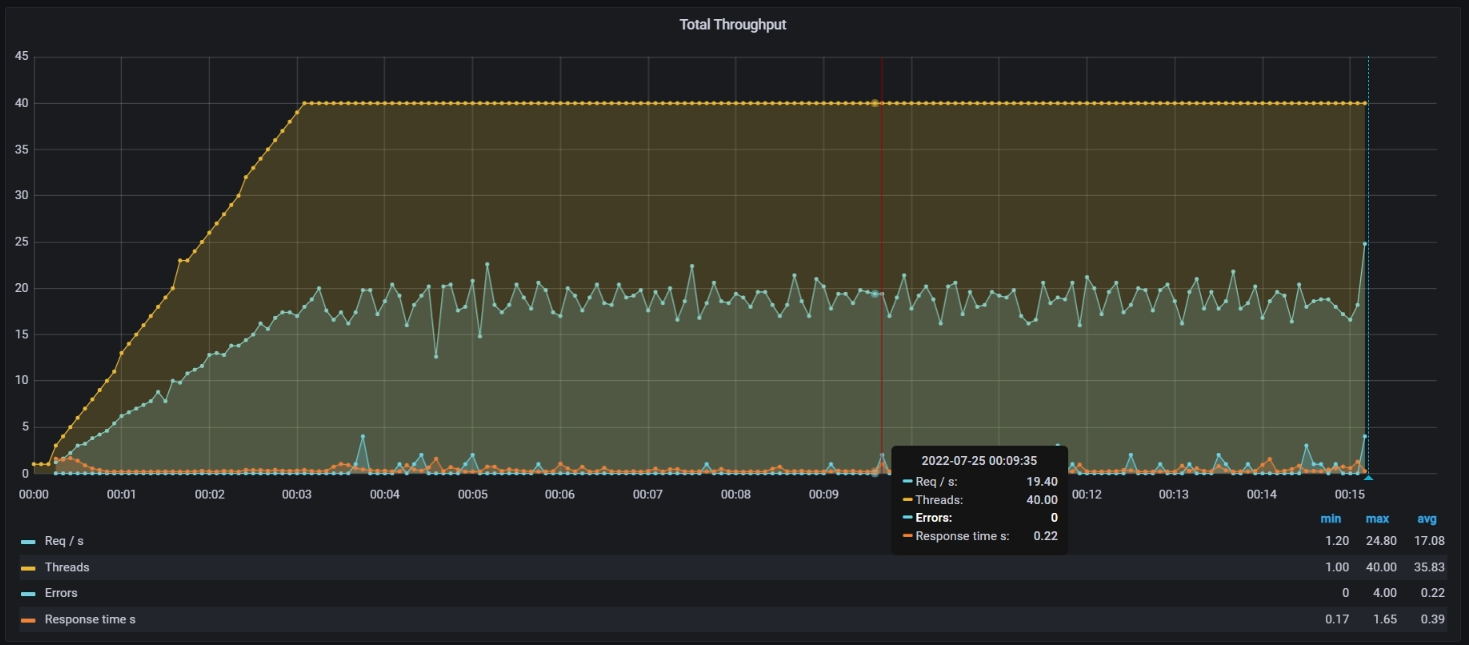 Total Throughput
45
40
35
30
25
20
15
10
5
0
00:00 00:01 00:02 00:03 00:04 00:05 00:06 00:07 00:08 00:09 00:12 00:13 00:14 00:15
2022-07-25 00:09:35
Req / s: 19.40
Threads: 40.00
Errors: 0
Response time s: 0.22
min max avg
Req / s 1.20 24.80 17.08
Threads 1.00 40.00 35.83
Errors 0 4.00 0.22
Response time s 0.17 1.65 0.39